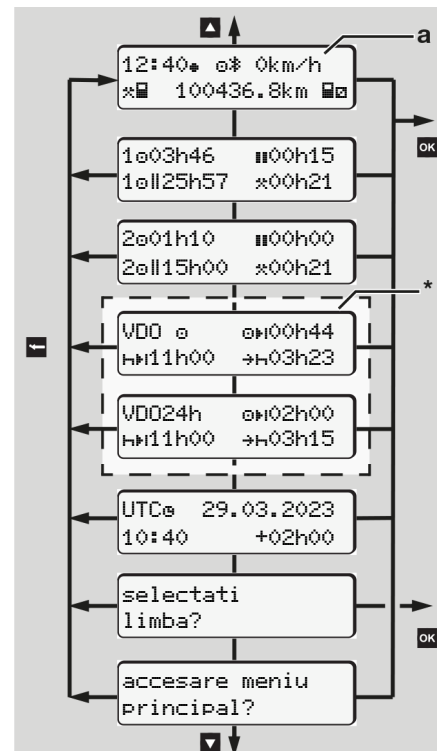 a
12:40 0km/h
100436.8km
OK
1 03h46 00h15
1 25h57 00h21
2 01h10 00h00
2 15h00 00h21
*
VDO 00h44
11h00 03h23
VDO24h 02h00
11h00 03h15
UTC 29.03.2023
10:40 +02h00
selectati
limba?
OK
accesare meniu
principal?